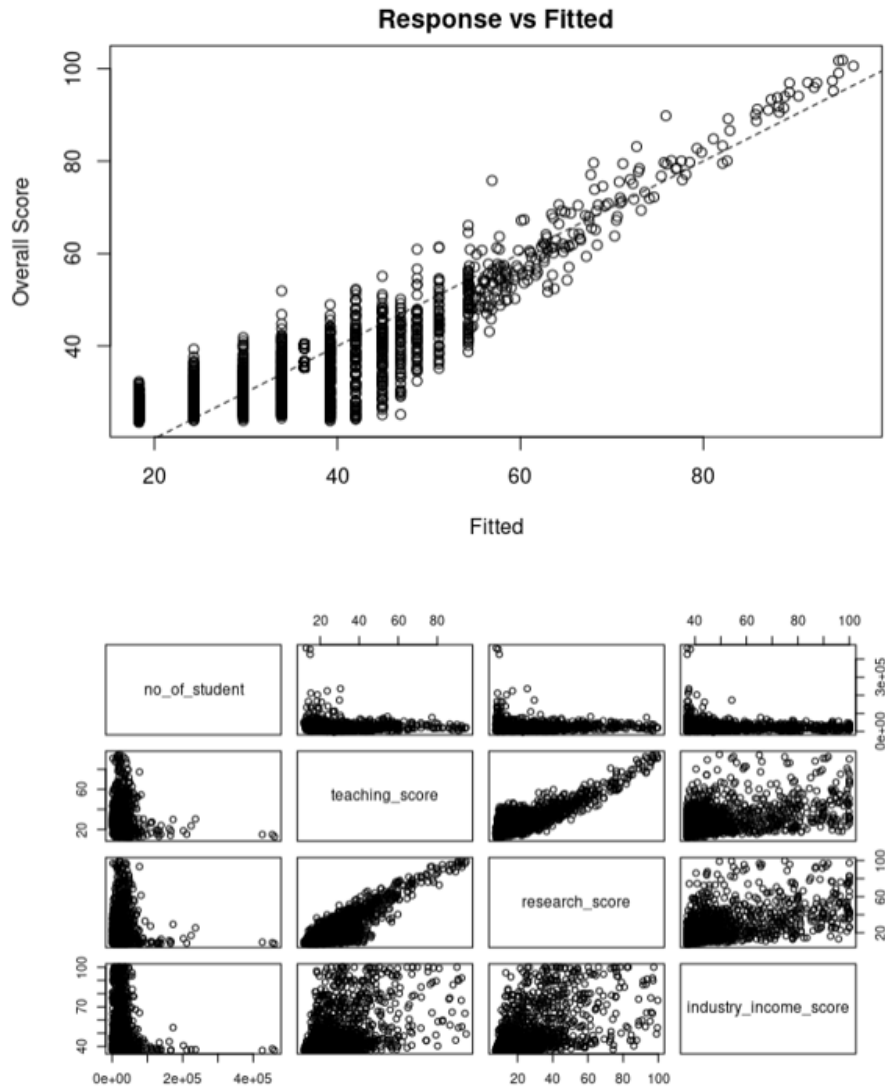 Response vs Fitted
100
80
60
40
Overall Score
20 40 60 80
Fitted
20 40 60 80
40 60 80 100
no_of_student
0e+00 3e+05
20 60
teaching_score
research_score
20 60 100
40 70 100
industry_income_score
0e+00 2e+05 4e+05
20 40 60 80 100